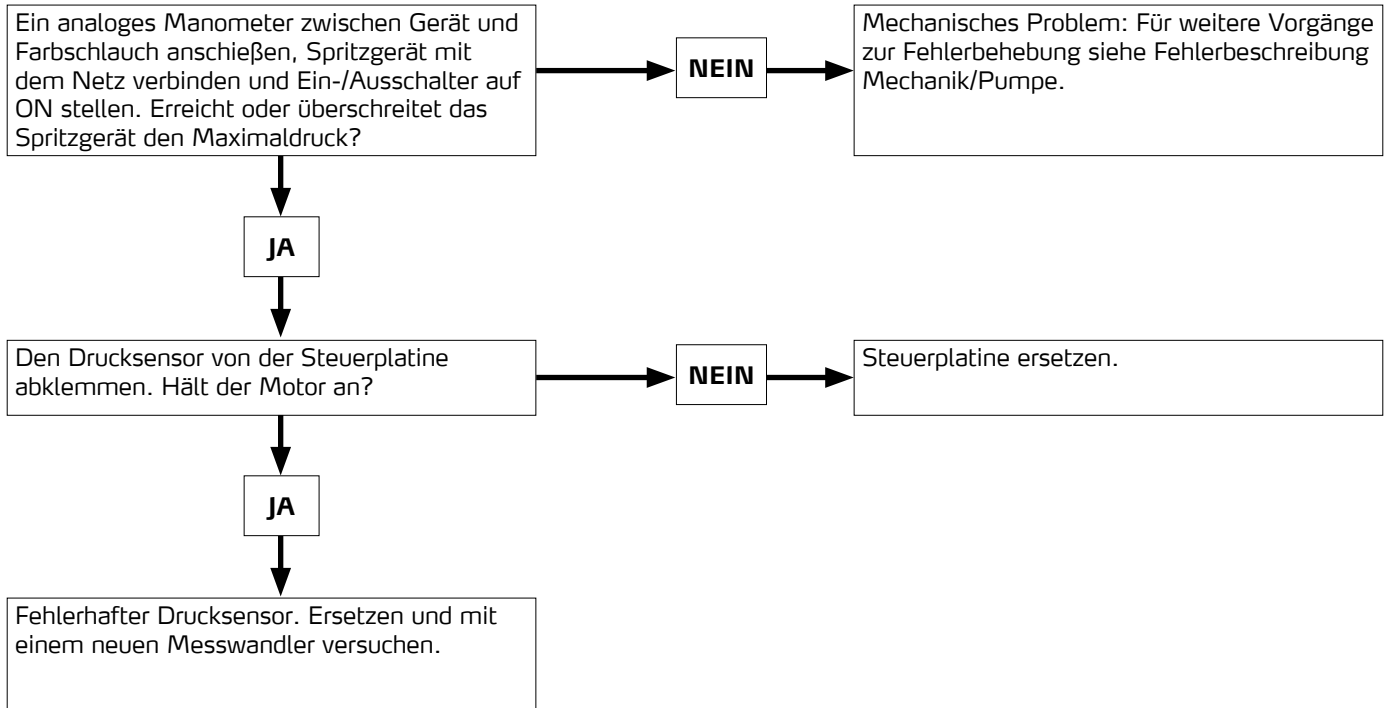 Ein analoges Manometer zwischen Gerät und
Farbschlauch anschießen, Spritzgerät mit
dem Netz verbinden und Ein-/Ausschalter auf
ON stellen. Erreicht oder überschreitet das
Spritzgerät den Maximaldruck?
NEIN
Mechanisches Problem: Für weitere Vorgänge
zur Fehlerbehebung siehe Fehlerbeschreibung
Mechanik/Pumpe.
JA
Den Drucksensor von der Steuerplatine
abklemmen. Hält der Motor an?
NEIN
Steuerplatine ersetzen.
JA
Fehlerhafter Drucksensor. Ersetzen und mit
einem neuen Messwandler versuchen.